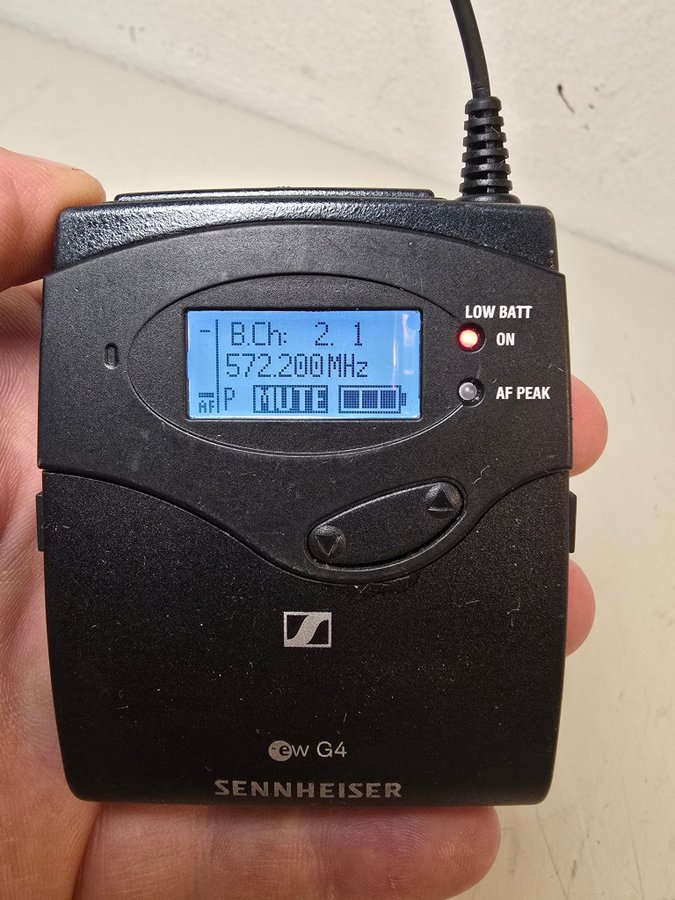 LOW BATT
ON
B.Ch: 2. 1
572.200MHz
AF P MUTE
AF PEAK
ew G4
SENNHEISER